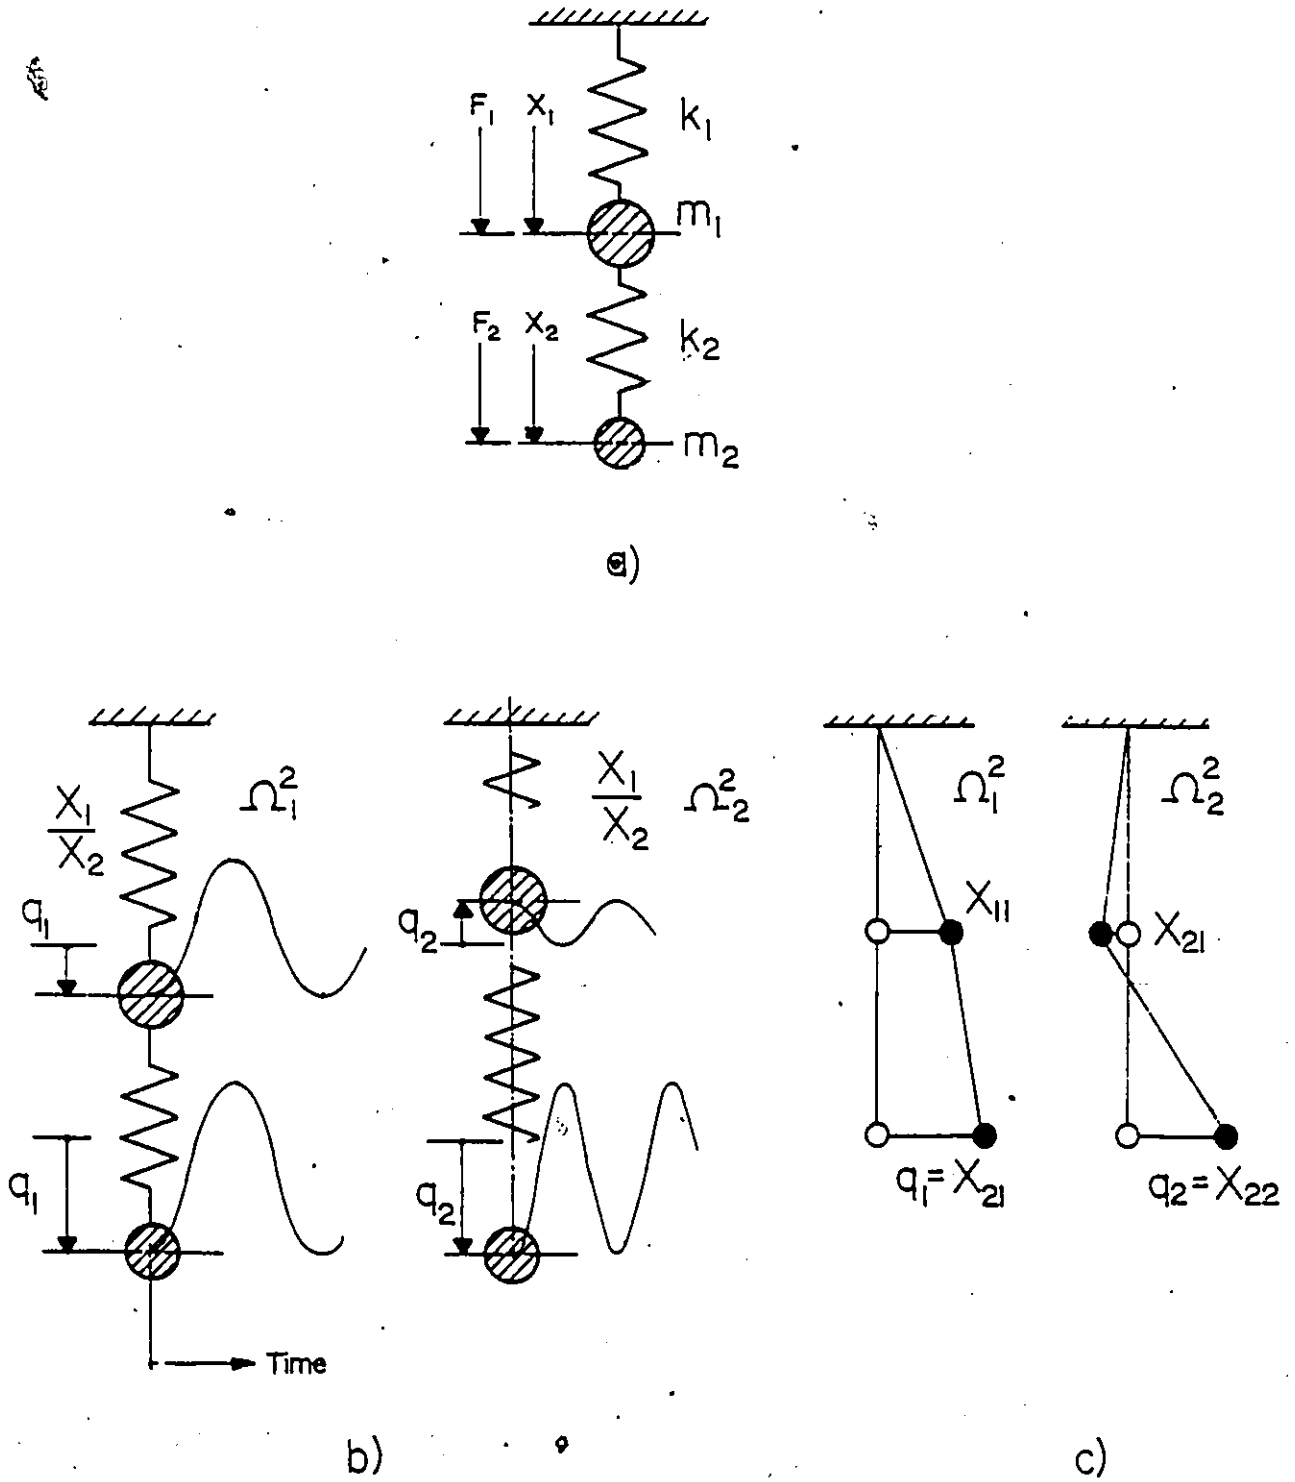 F₁ X₁ k₁
m₁
F₂ X₂ k₂
m₂
a)
X₁/X₂ Ω₁²
q₁
q₁
Time
X₁/X₂ Ω₂²
q₂
q₂
b)
Ω₁²
X₁₁
q₁=X₂₁
Ω₂²
X₂₁
q₂=X₂₂
c)